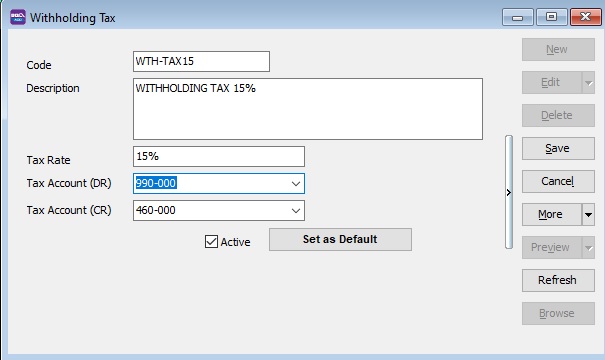 Withholding Tax
Code
WTH-TAX15
Description
WITHHOLDING TAX 15%
Tax Rate
15%
Tax Account (DR)
990-000
Tax Account (CR)
460-000
Active
Set as Default
New
Edit
Delete
Save
Cancel
More
Preview
Refresh
Browse